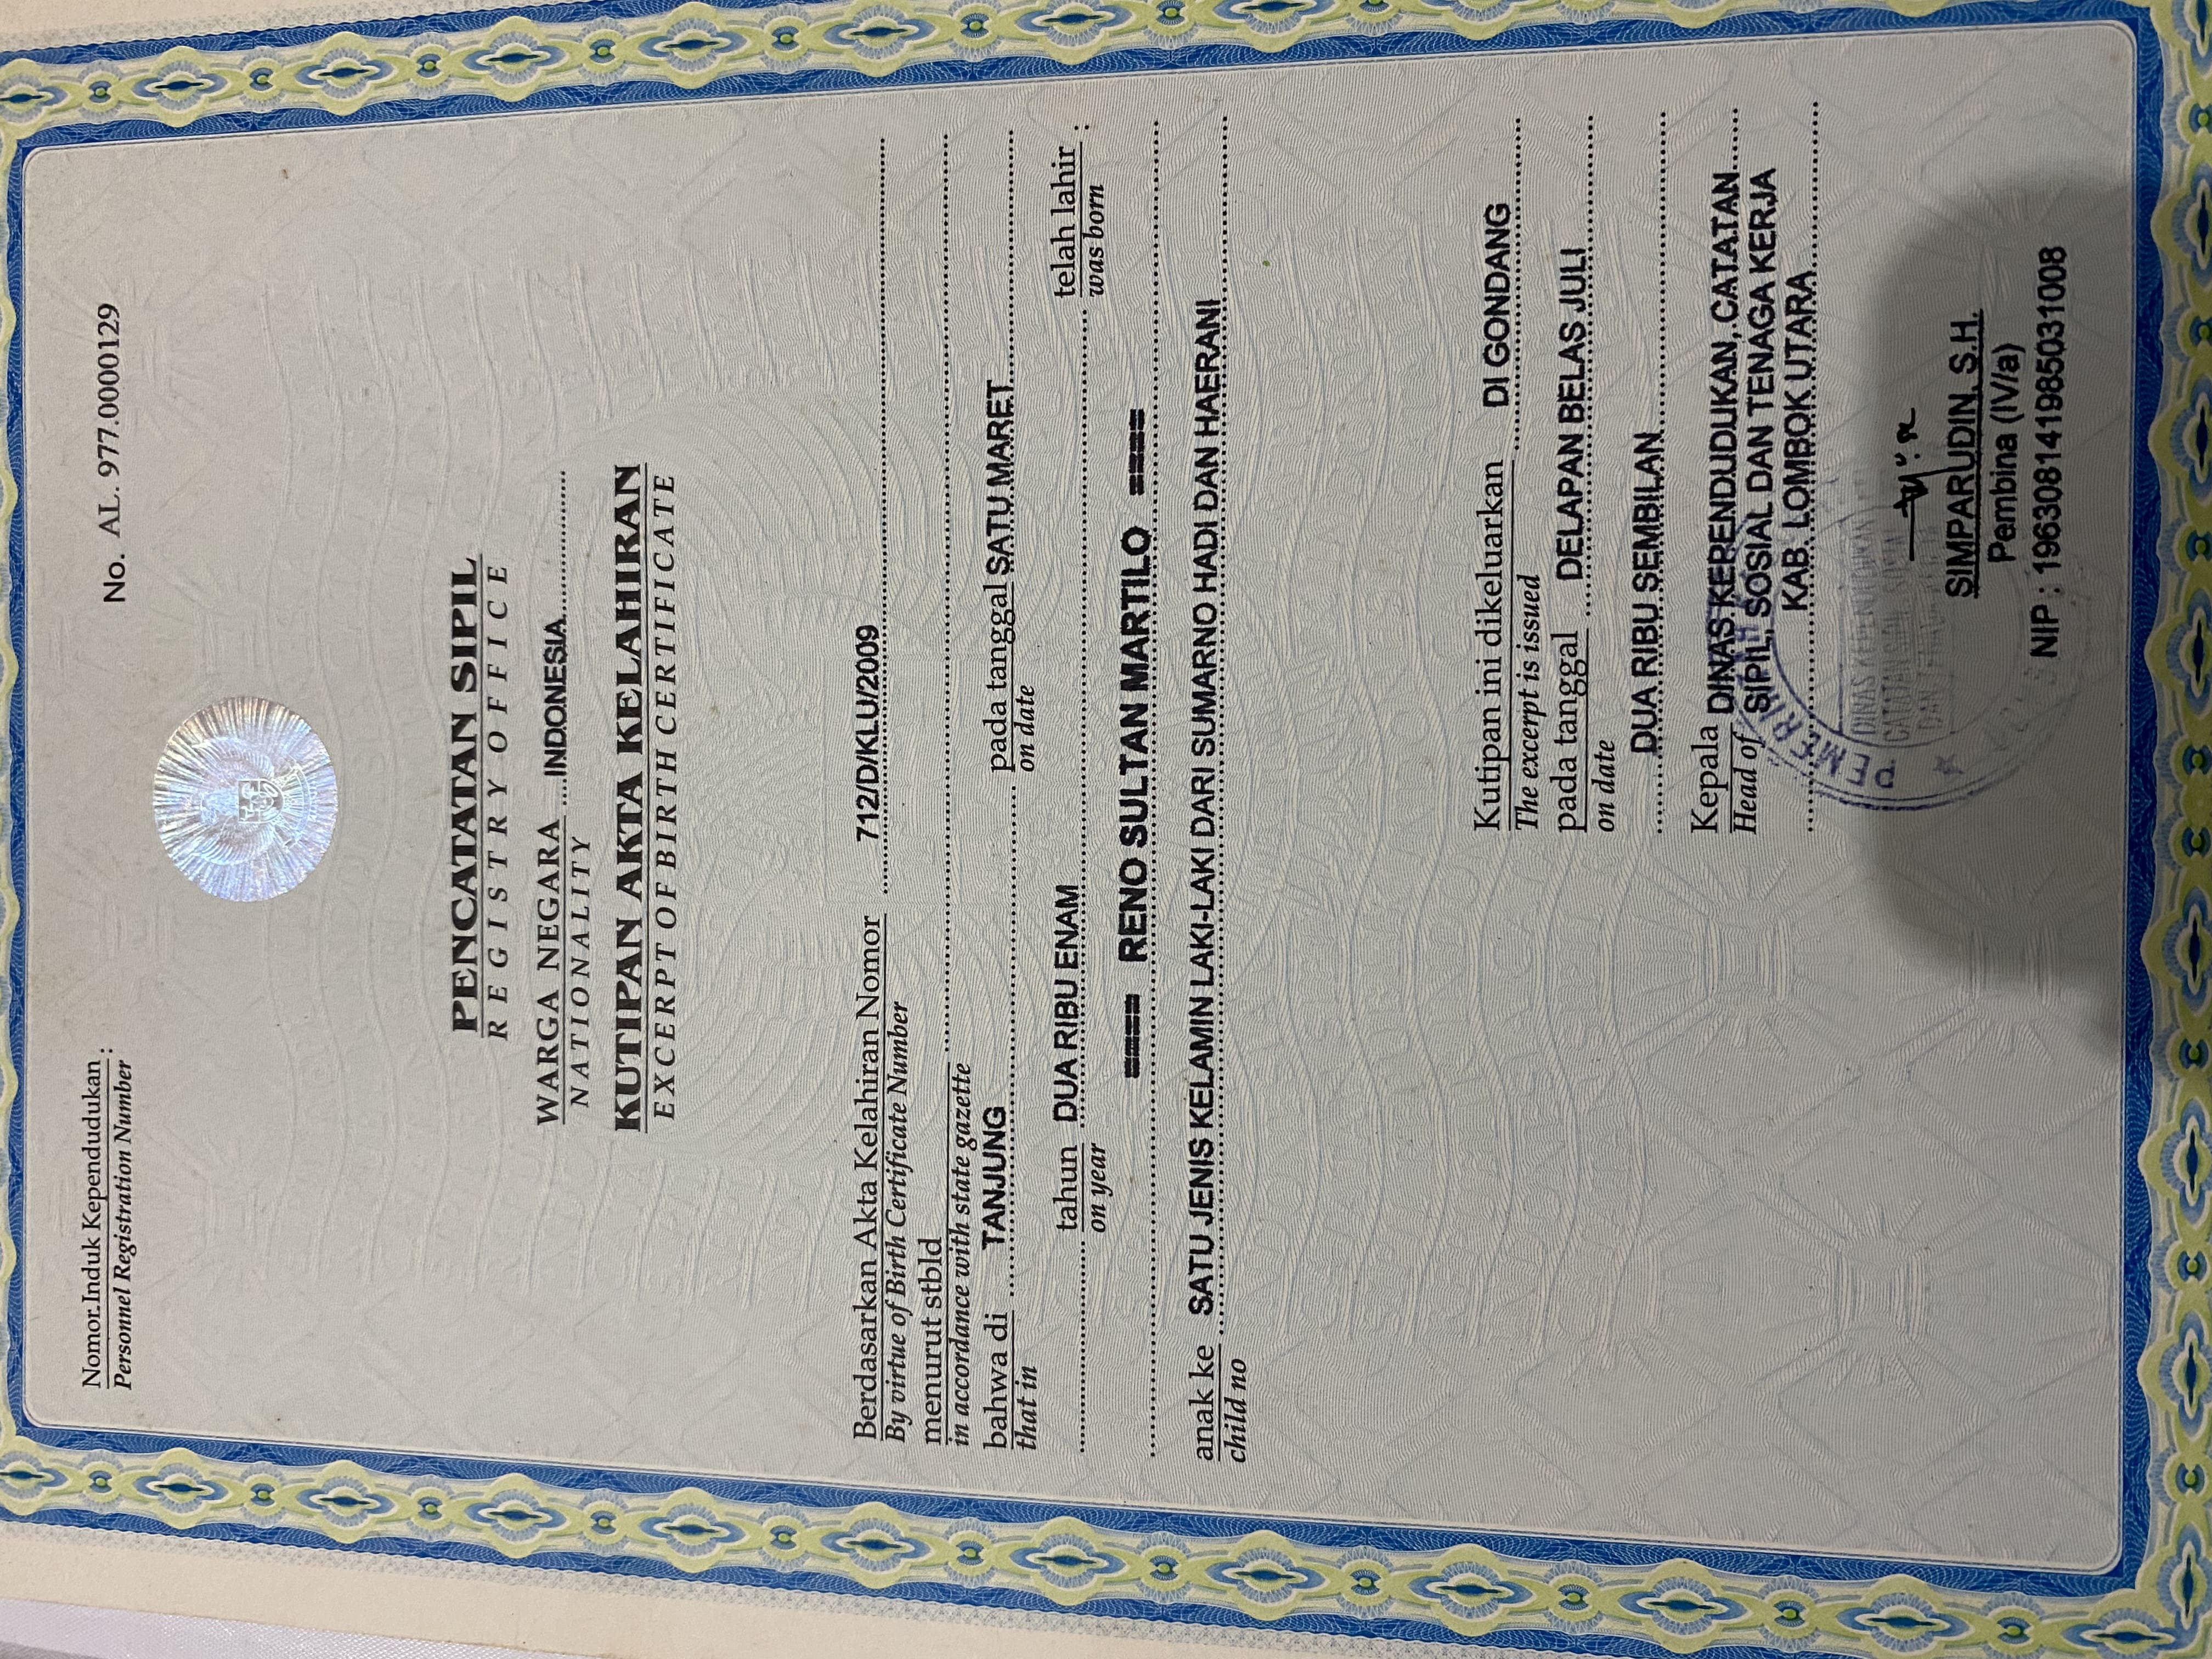 Nomor Induk Kependudukan :
Personnel Registration Number
No. AL. 977.0000129
PENCATATAN SIPIL
REGISTRY OFFICE
WARGA NEGARA ....INDONESIA....................
NATIONALITY
KUTIPAN AKTA KELAHIRAN
EXCERPT OF BIRTH CERTIFICATE
Berdasarkan Akta Kelahiran Nomor 712/D/KLU/2009
By virtue of Birth Certificate Number
menurut stbld
in accordance with state gazette
bahwa di TANJUNG pada tanggal SATU MARET
that in on date
tahun DUA RIBU ENAM telah lahir :
on year was born
==== RENO SULTAN MARTILO ====
anak ke SATU JENIS KELAMIN LAKI-LAKI DARI SUMARNO HADI DAN HAERANI
child no
Kutipan ini dikeluarkan DI GONDANG
The excerpt is issued
pada tanggal DELAPAN BELAS JULI
on date
DUA RIBU SEMBILAN
Kepala DINAS KEPENDUDUKAN, CATATAN
Head of SIPIL, SOSIAL DAN TENAGA KERJA
KAB. LOMBOK UTARA
DINAS KEPENDUDUKAN
CATATAN SIPIL
SIMPARUDIN. S.H.
Pembina (IV/a)
NIP : 196308141985031008